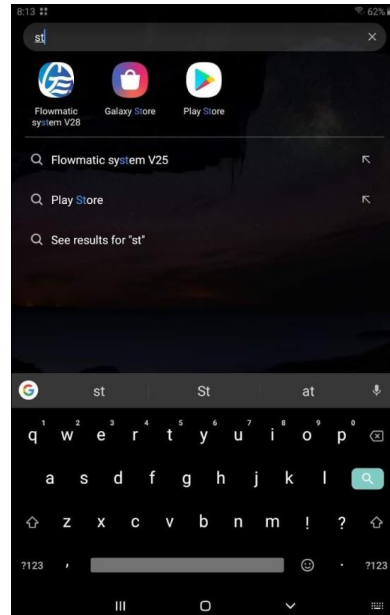 8:13 62%
st
Flowmatic system V28
Galaxy Store
Play Store
Flowmatic system V25
Play Store
See results for "st"
st St at
1 2 3 4 5 6 7 8 9 0
q w e r t y u i o p
a s d f g h j k l
z x c v b n m ! ?
?123 , . ?123